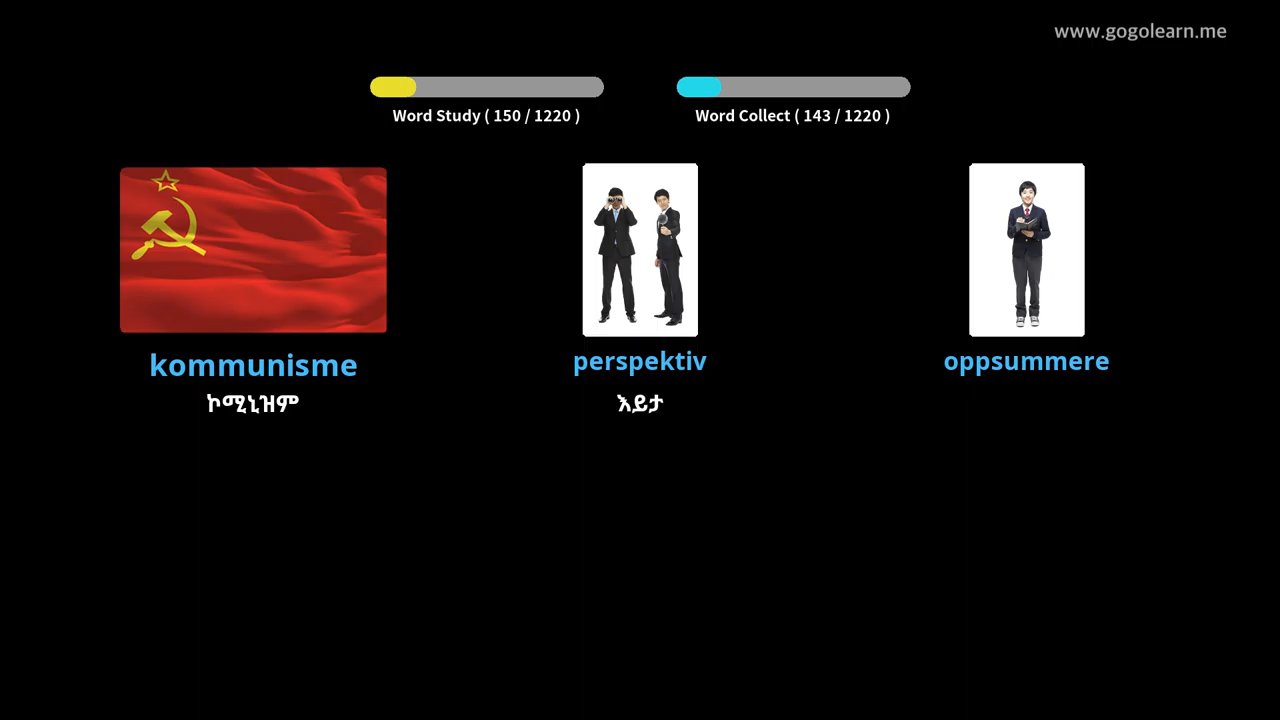 www.gogolearn.me
Word Study ( 150 / 1220 )
Word Collect ( 143 / 1220 )
kommunisme
perspektiv
oppsummere
ኮሚኒዝም
እይታ